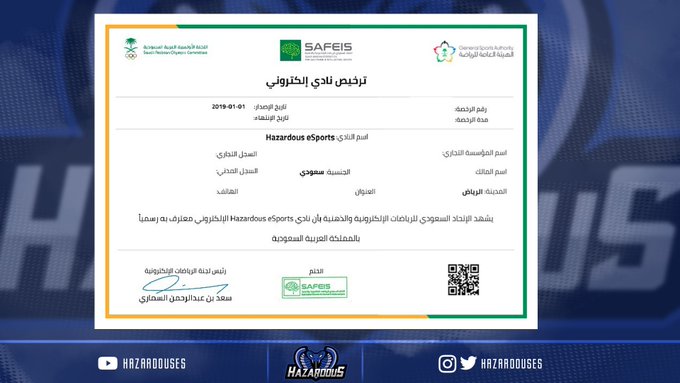 اللجنة الأولمبية العربية السعودية
Saudi Arabian Olympic Committee
SAFEIS
General Sports Authority
الهيئة العامة للرياضة
ترخيص نادي إلكتروني
رقم الرخصة:
تاريخ الإصدار: 2019-01-01
مدة الرخصة:
تاريخ الإنتهاء:
اسم النادي: Hazardous eSports
اسم المؤسسة التجاري:
السجل التجاري:
اسم المالك
الجنسية: سعودي
السجل المدني:
المدينة: الرياض
العنوان
الهاتف:
يشهد الإتحاد السعودي للرياضات الإلكترونية والذهنية بأن نادي Hazardous eSports الإلكتروني معترف به رسمياً
بالمملكة العربية السعودية
الختم
رئيس لجنة الرياضات الإلكترونية
SAFEIS
سعد بن عبدالرحمن السماري
HAZARDOUSES
HAZARDOUS
HAZARDOUSES